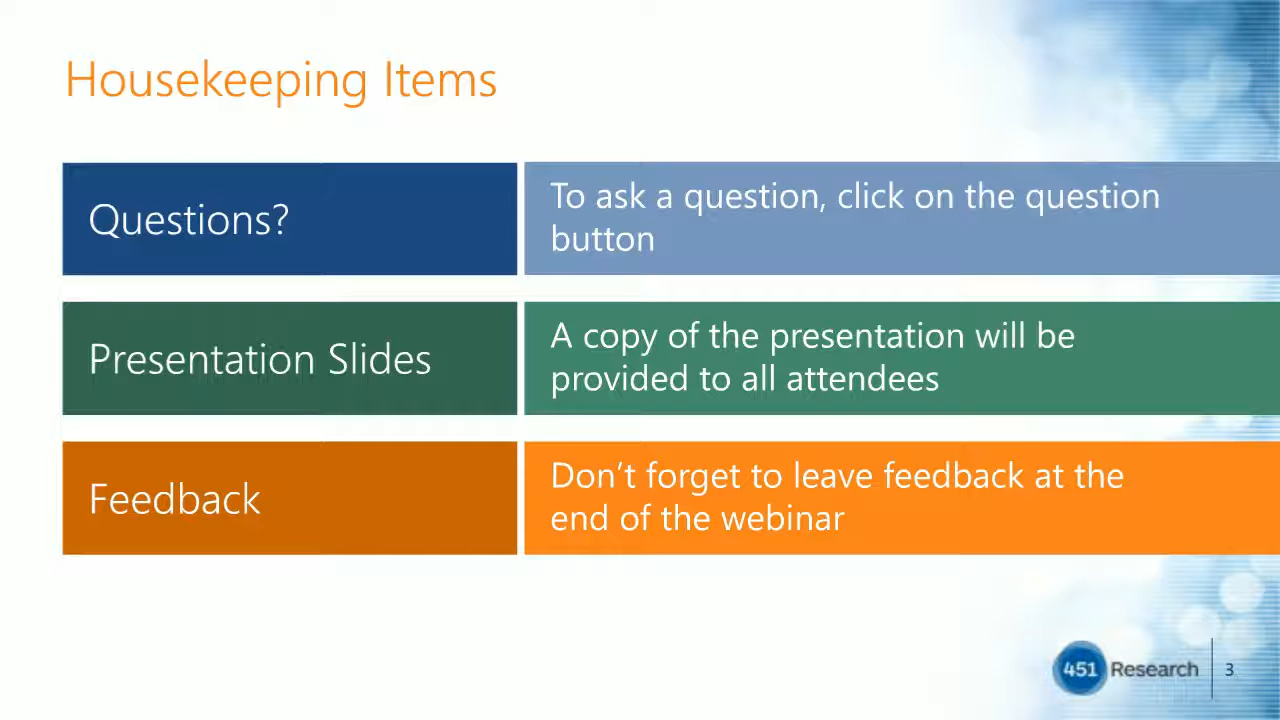 Housekeeping Items
Questions?
To ask a question, click on the question
button
Presentation Slides
A copy of the presentation will be
provided to all attendees
Feedback
Don’t forget to leave feedback at the
end of the webinar
451 Research
3